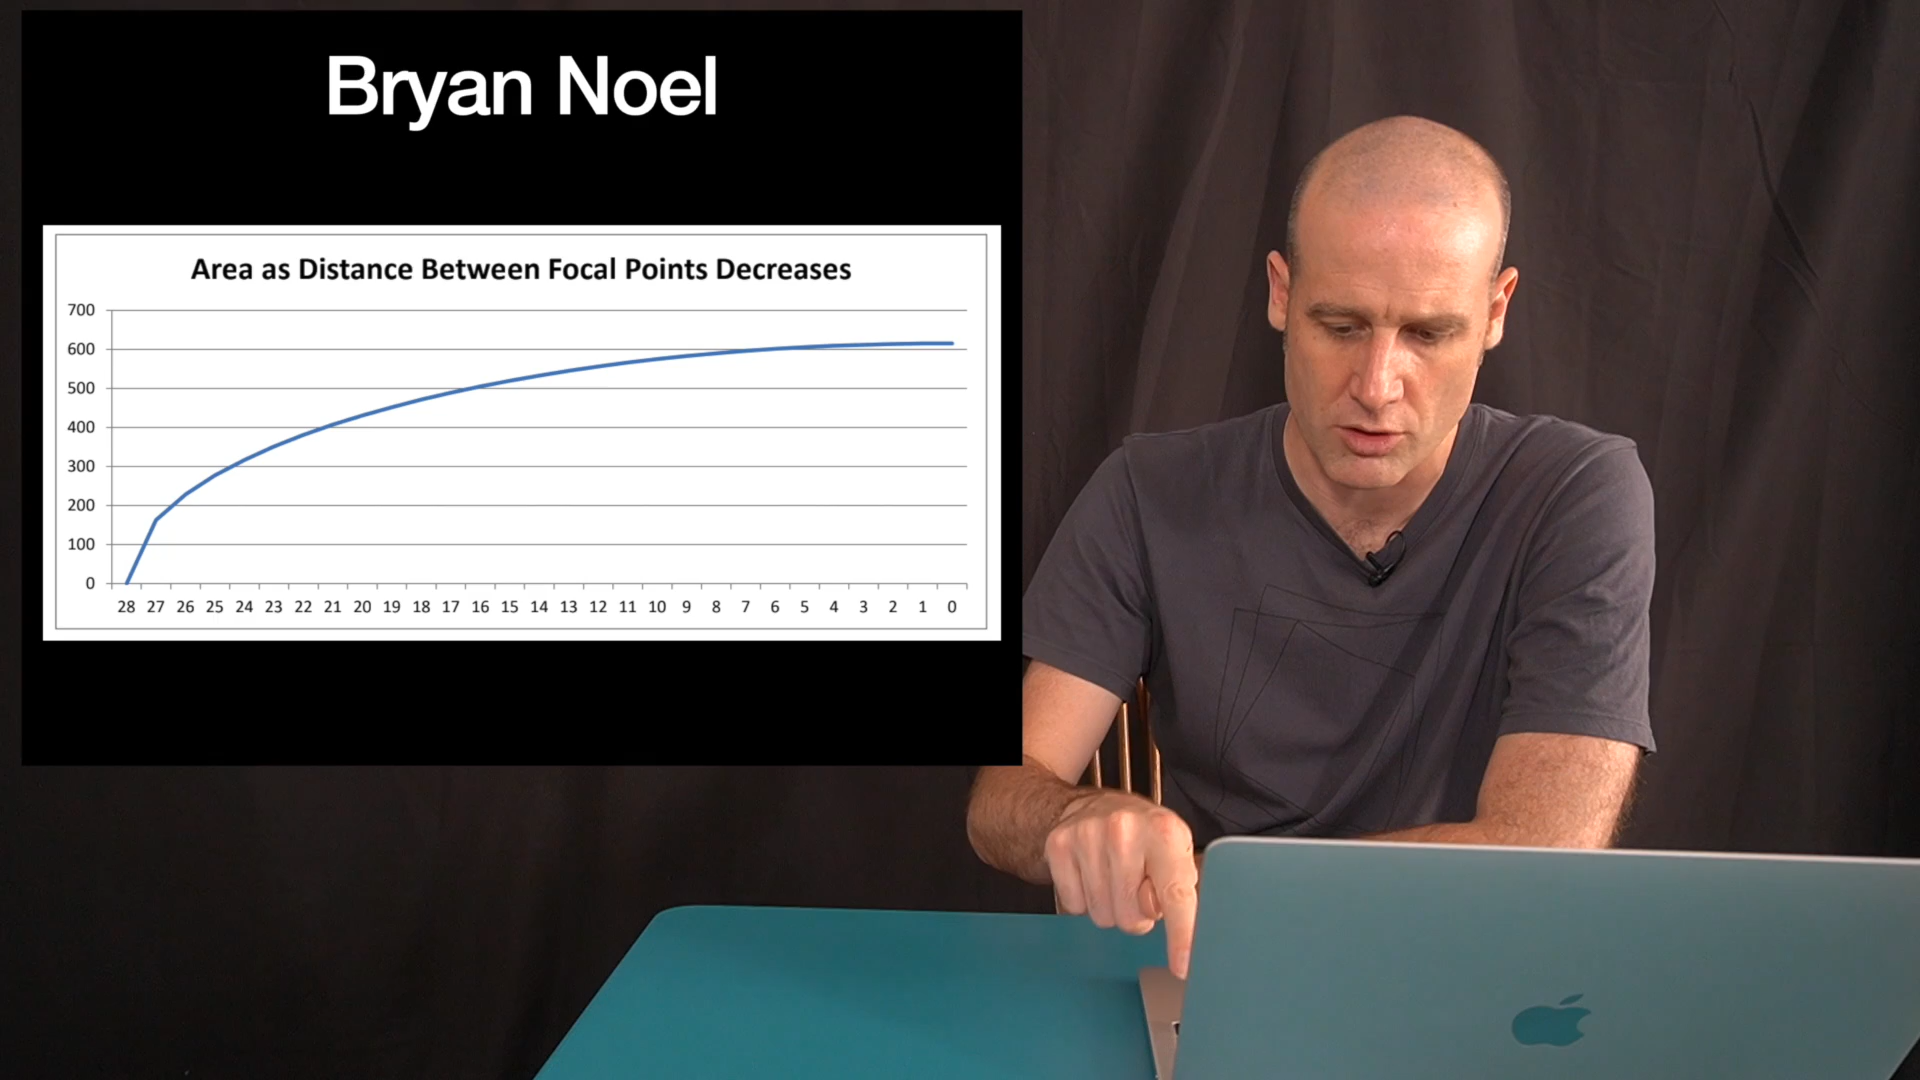 Bryan Noel
Area as Distance Between Focal Points Decreases
700
600
500
400
300
200
100
0
28 27 26 25 24 23 22 21 20 19 18 17 16 15 14 13 12 11 10 9 8 7 6 5 4 3 2 1 0